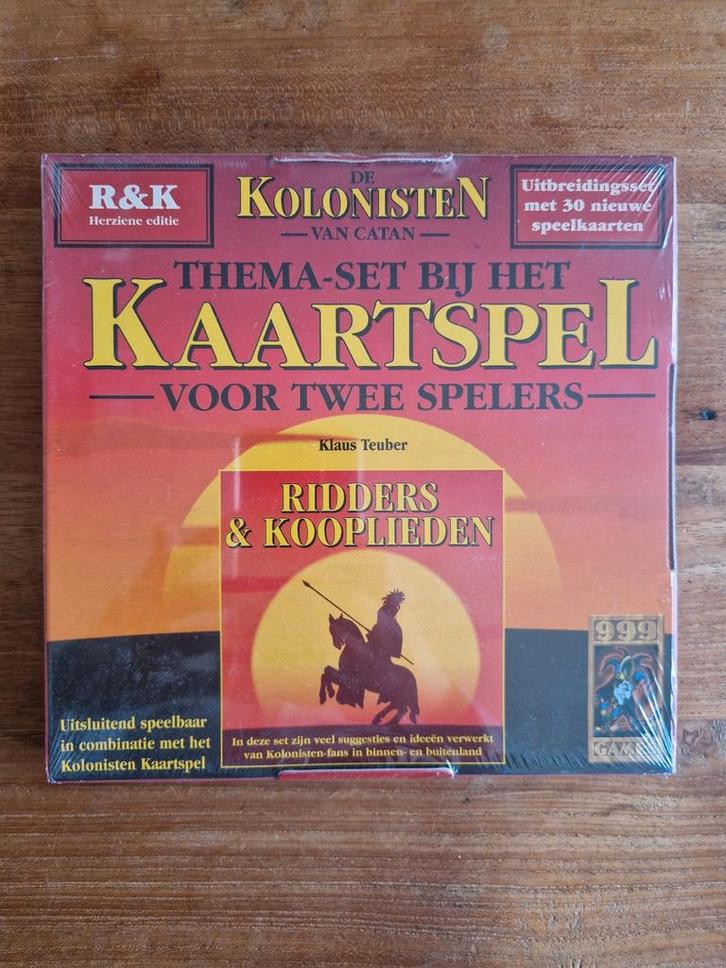 R&K
Herziene editie
DE
KOLONISTEN
VAN CATAN
Uitbreidingsset
met 30 nieuwe
speelkaarten
THEMA-SET BIJ HET
KAARTSPEL
VOOR TWEE SPELERS
Klaus Teuber
RIDDERS
& KOOPLIEDEN
In deze set zijn veel suggesties en ideeën verwerkt
van Kolonisten-fans in binnen- en buitenland
Uitsluitend speelbaar
in combinatie met het
Kolonisten Kaartspel
999
GAMES